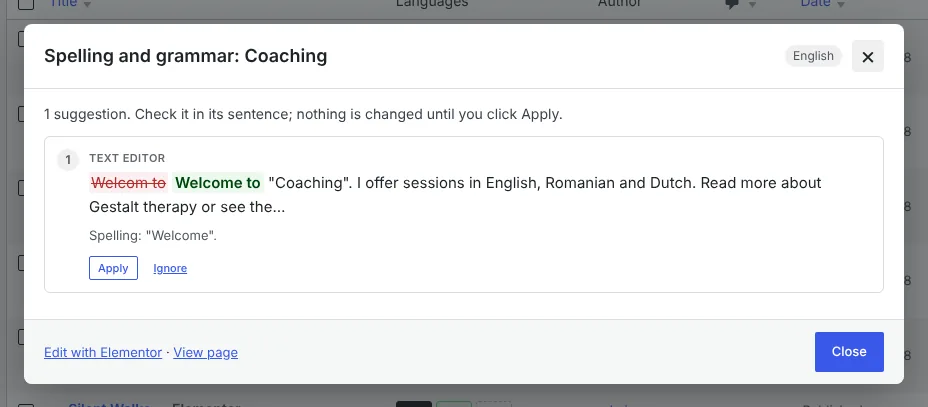 Title Languages Author Date
Spelling and grammar: Coaching English
1 suggestion. Check it in its sentence; nothing is changed until you click Apply.
1 TEXT EDITOR
Welcom to Welcome to "Coaching". I offer sessions in English, Romanian and Dutch. Read more about
Gestalt therapy or see the...
Spelling: "Welcome".
Apply Ignore
Edit with Elementor · View page Close